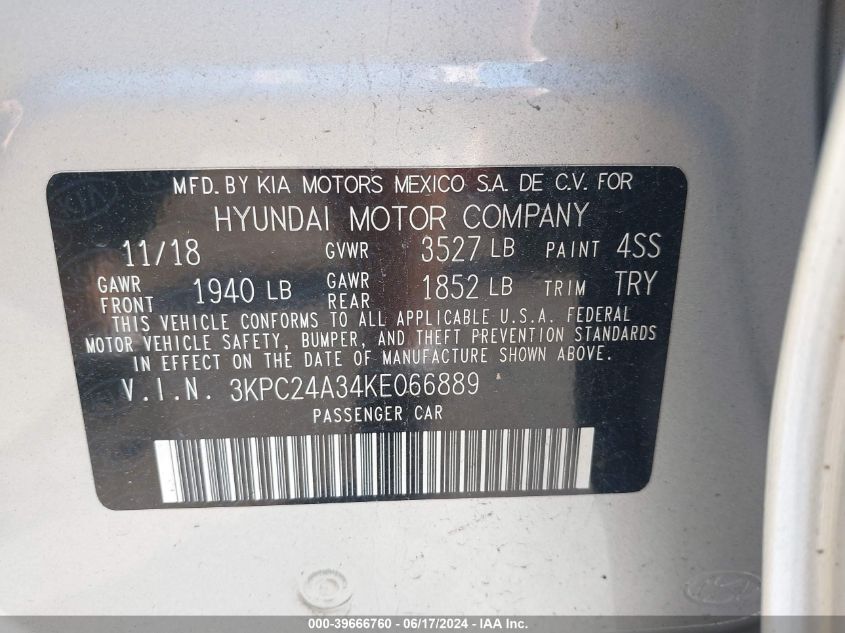 MFD. BY KIA MOTORS MEXICO S.A. DE C.V. FOR
HYUNDAI MOTOR COMPANY
11/18 GVWR 3527 LB PAINT 4SS
GAWR FRONT 1940 LB GAWR REAR 1852 LB TRIM TRY
THIS VEHICLE CONFORMS TO ALL APPLICABLE U.S.A. FEDERAL
MOTOR VEHICLE SAFETY, BUMPER, AND THEFT PREVENTION STANDARDS
IN EFFECT ON THE DATE OF MANUFACTURE SHOWN ABOVE.
V.I.N. 3KPC24A34KE066889
PASSENGER CAR
000-39666760 - 06/17/2024 - IAAI.com